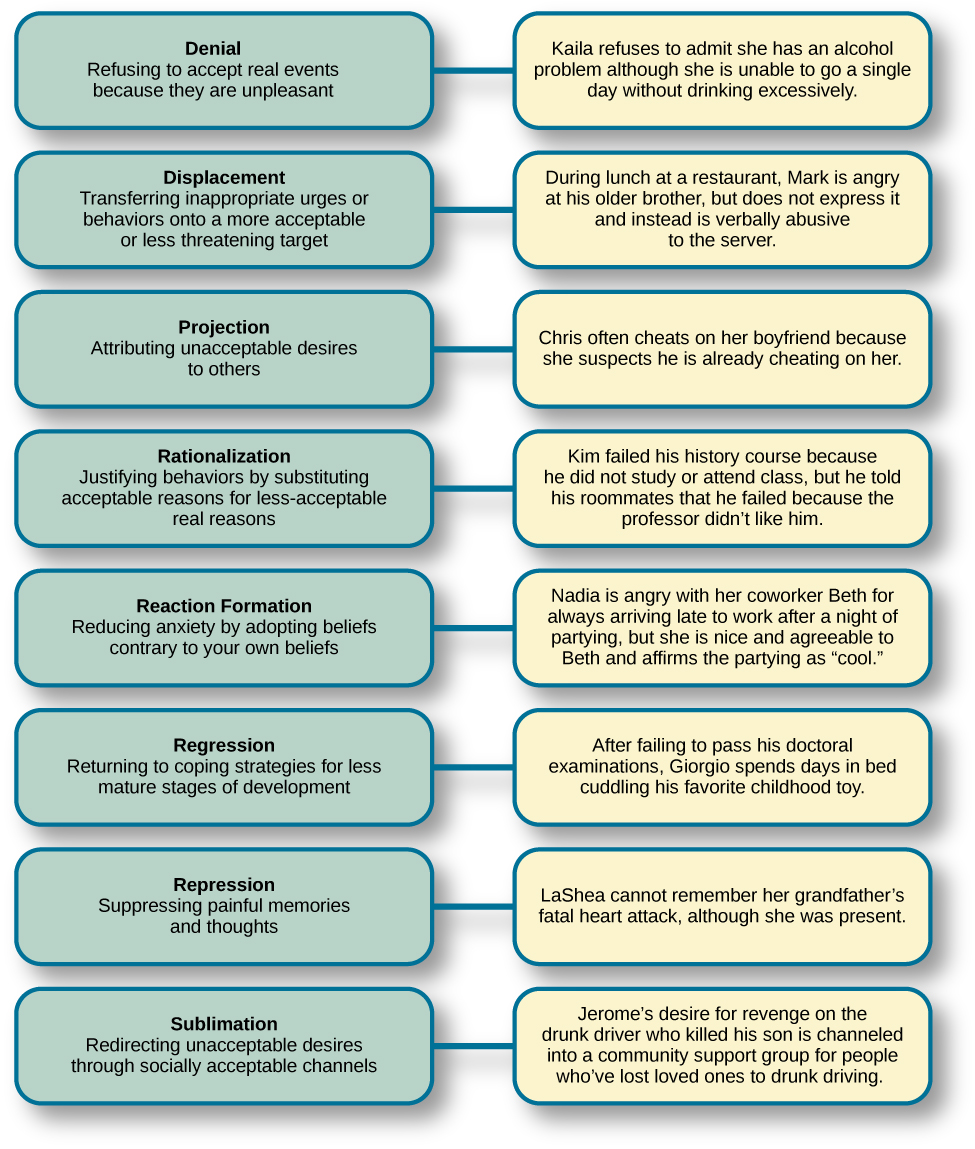 Denial
Refusing to accept real events
because they are unpleasant
Kaila refuses to admit she has an alcohol
problem although she is unable to go a single
day without drinking excessively.
Displacement
Transferring inappropriate urges or
behaviors onto a more acceptable
or less threatening target
During lunch at a restaurant, Mark is angry
at his older brother, but does not express it
and instead is verbally abusive
to the server.
Projection
Attributing unacceptable desires
to others
Chris often cheats on her boyfriend because
she suspects he is already cheating on her.
Rationalization
Justifying behaviors by substituting
acceptable reasons for less-acceptable
real reasons
Kim failed his history course because
he did not study or attend class, but he told
his roommates that he failed because the
professor didn’t like him.
Reaction Formation
Reducing anxiety by adopting beliefs
contrary to your own beliefs
Nadia is angry with her coworker Beth for
always arriving late to work after a night of
partying, but she is nice and agreeable to
Beth and affirms the partying as “cool.”
Regression
Returning to coping strategies for less
mature stages of development
After failing to pass his doctoral
examinations, Giorgio spends days in bed
cuddling his favorite childhood toy.
Repression
Suppressing painful memories
and thoughts
LaShea cannot remember her grandfather’s
fatal heart attack, although she was present.
Sublimation
Redirecting unacceptable desires
through socially acceptable channels
Jerome’s desire for revenge on the
drunk driver who killed his son is channeled
into a community support group for people
who’ve lost loved ones to drunk driving.